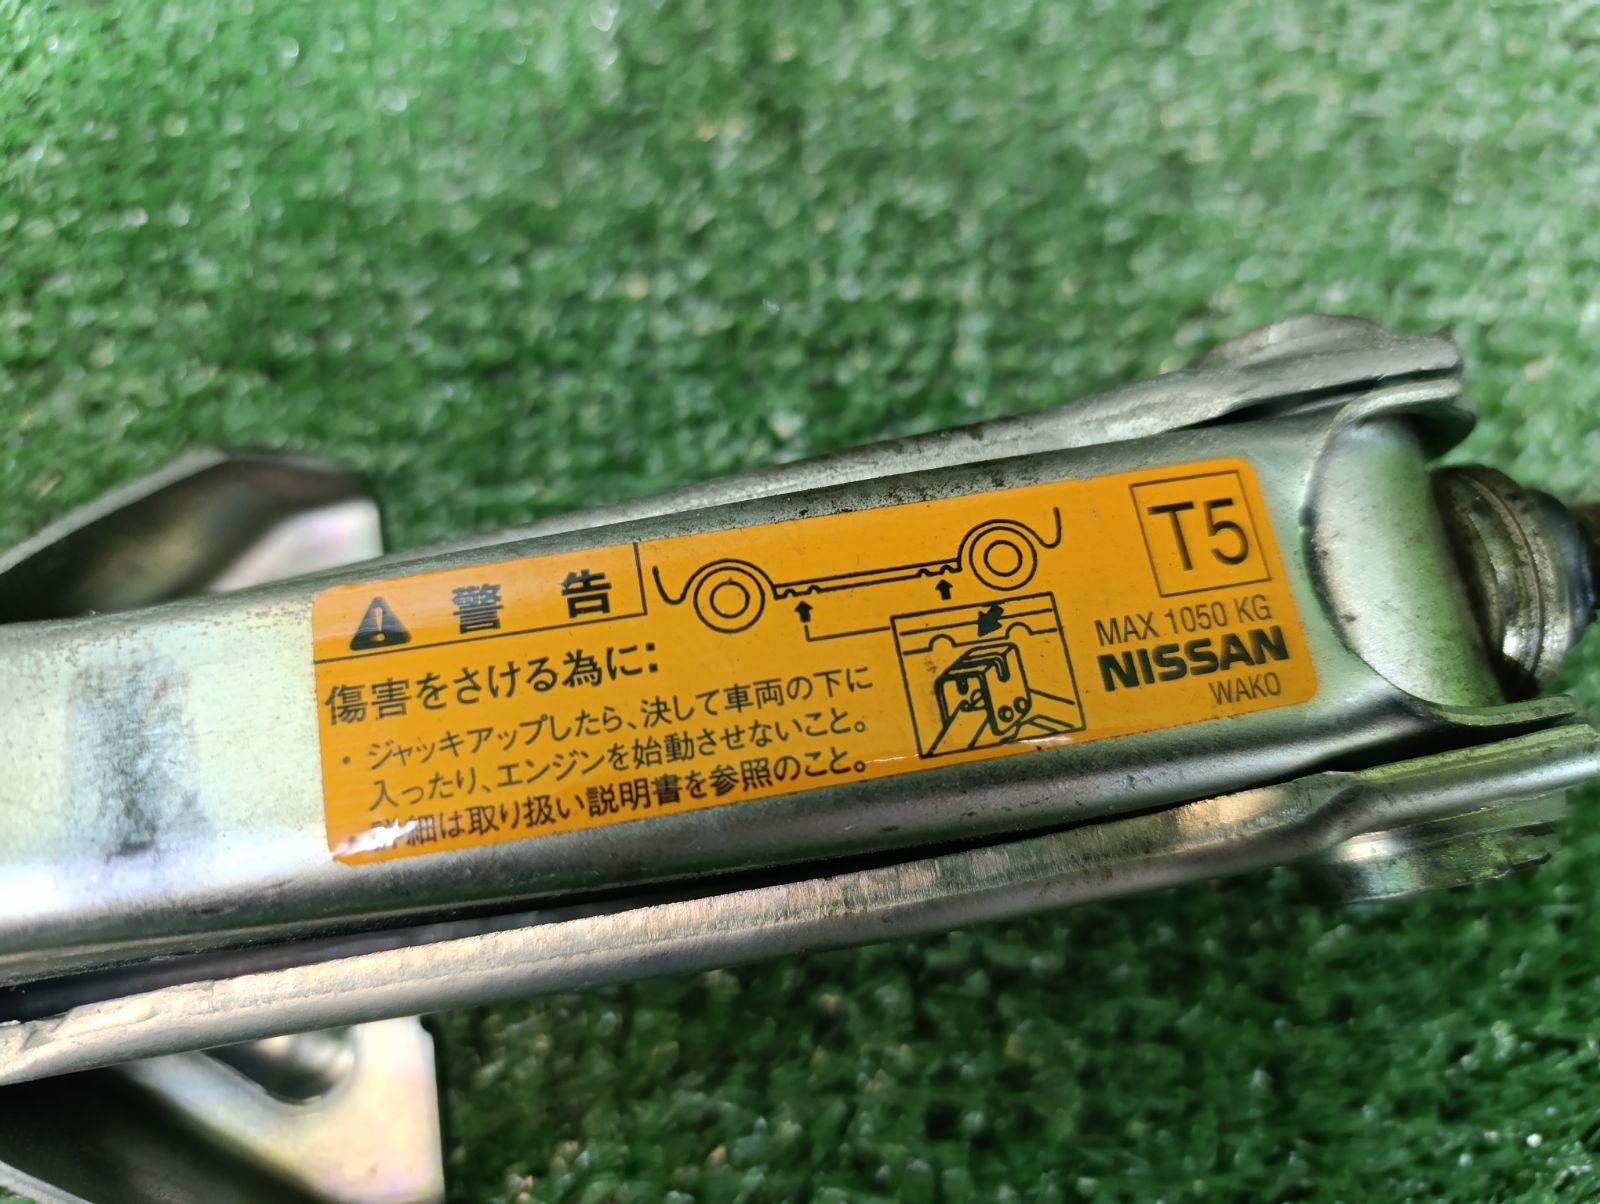 警告
傷害をさける為に:
・ジャッキアップしたら、決して車両の下に
入ったり、エンジンを始動させないこと。
・詳細は取り扱い説明書を参照のこと。
T5
MAX 1050 KG
NISSAN
WAKO